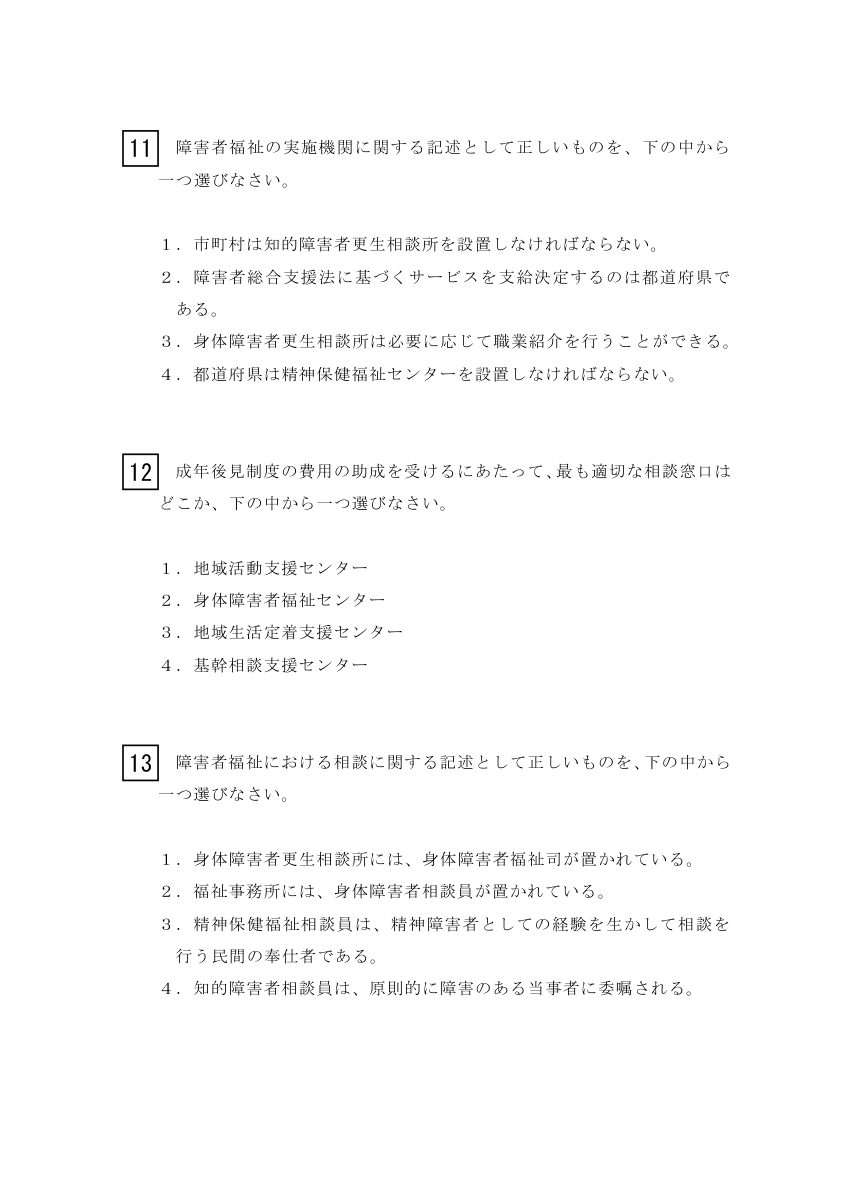 11 障害者福祉の実施機関に関する記述として正しいものを、下の中から
一つ選びなさい。
１．市町村は知的障害者更生相談所を設置しなければならない。
２．障害者総合支援法に基づくサービスを支給決定するのは都道府県で
ある。
３．身体障害者更生相談所は必要に応じて職業紹介を行うことができる。
４．都道府県は精神保健福祉センターを設置しなければならない。
12 成年後見制度の費用の助成を受けるにあたって、最も適切な相談窓口は
どこか、下の中から一つ選びなさい。
１．地域活動支援センター
２．身体障害者福祉センター
３．地域生活定着支援センター
４．基幹相談支援センター
13 障害者福祉における相談に関する記述として正しいものを、下の中から
一つ選びなさい。
１．身体障害者更生相談所には、身体障害者福祉司が置かれている。
２．福祉事務所には、身体障害者相談員が置かれている。
３．精神保健福祉相談員は、精神障害者としての経験を生かして相談を
行う民間の奉仕者である。
４．知的障害者相談員は、原則的に障害のある当事者に委嘱される。